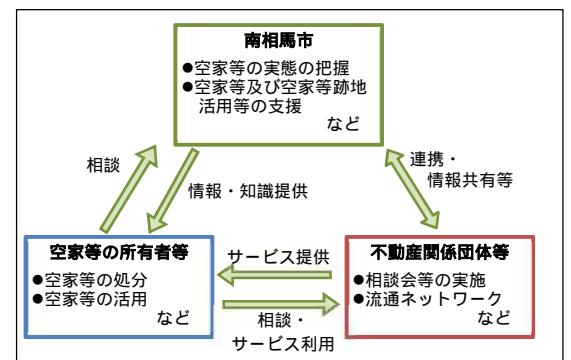 南相馬市
●空家等の実態の把握
●空家等及び空家等跡地
活用等の支援
など
相談
情報・知識提供
連携・
情報共有等
空家等の所有者等
●空家等の処分
●空家等の活用
など
サービス提供
相談・
サービス利用
不動産関係団体等
●相談会等の実施
●流通ネットワーク
など